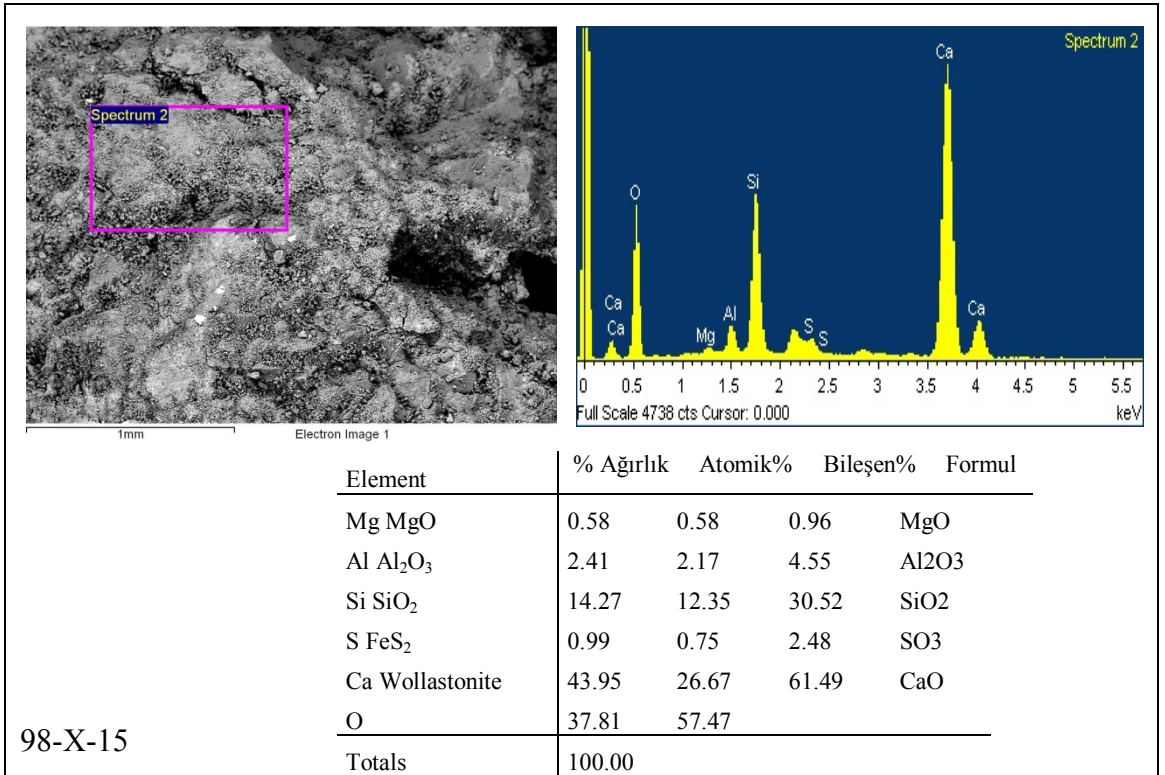 Spectrum 2
1mm Electron Image 1
Spectrum 2
Ca
Ca
O
Mg
Al
Si
S
S
Ca
Ca
0 0.5 1 1.5 2 2.5 3 3.5 4 4.5 5 5.5
Full Scale 4738 cts Cursor: 0.000 keV
Element % Ağırlık Atomik% Bileşen% Formul
Mg MgO 0.58 0.58 0.96 MgO
Al Al₂O₃ 2.41 2.17 4.55 Al2O3
Si SiO₂ 14.27 12.35 30.52 SiO2
S FeS₂ 0.99 0.75 2.48 SO3
Ca Wollastonite 43.95 26.67 61.49 CaO
O 37.81 57.47
Totals 100.00
98-X-15